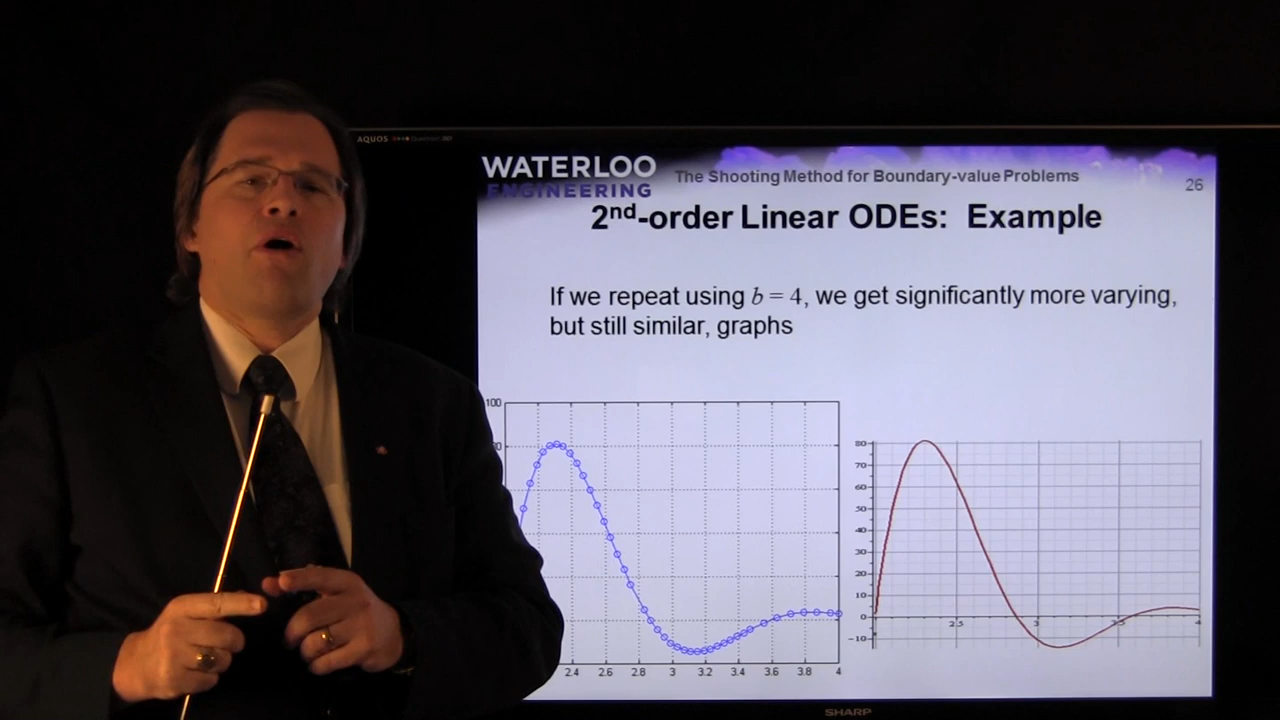 AQUOS
WATERLOO
ENGINEERING
The Shooting Method for Boundary-value Problems
26
2nd-order Linear ODEs: Example
If we repeat using b = 4, we get significantly more varying,
but still similar, graphs
100
2.4 2.6 2.8 3 3.2 3.4 3.6 3.8 4
80
70
60
50
40
30
20
10
0
-10
2.5 3 3.5 4
SHARP